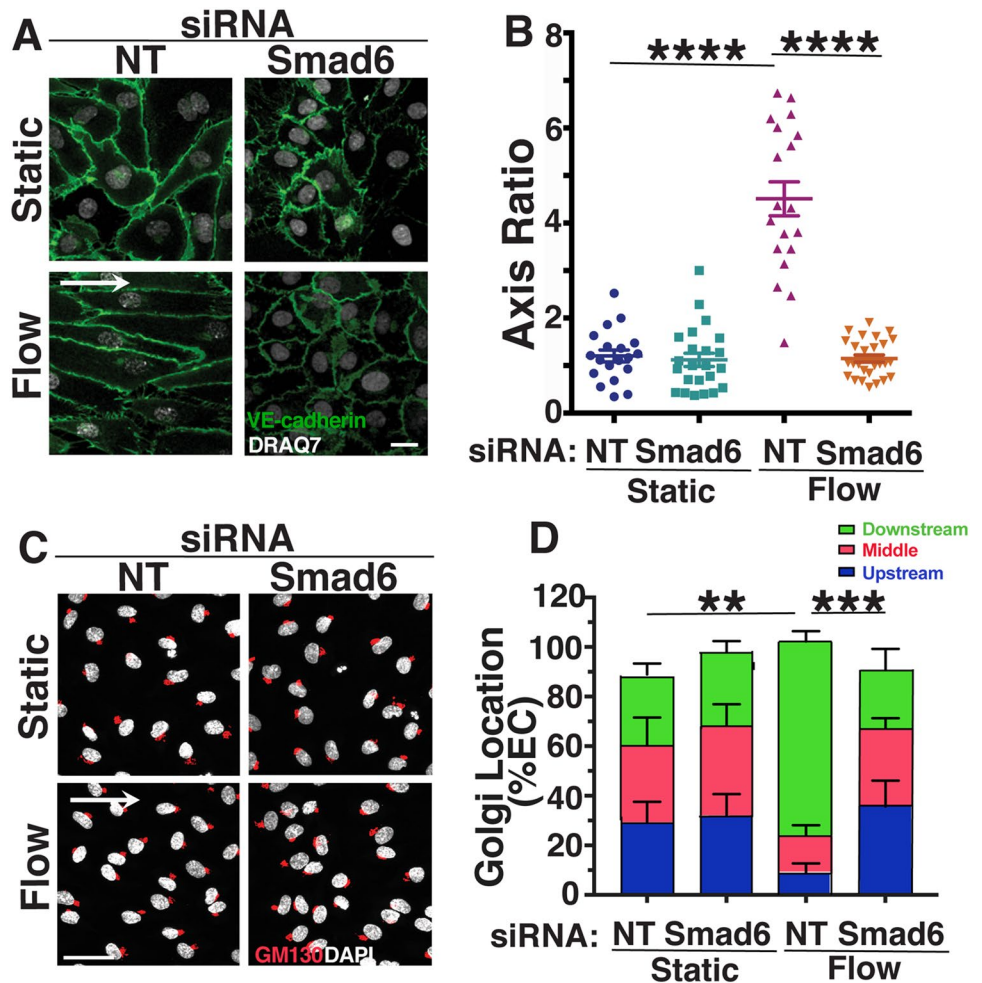 A
siRNA
NT Smad6
Static
Flow
VE-cadherin
DRAQ7
B
8
6
4
2
0
Axis Ratio
**** ****
siRNA: NT Smad6 NT Smad6
Static Flow
C
siRNA
NT Smad6
Static
Flow
GM130DAPI
D
Downstream
Middle
Upstream
120
100
80
60
40
20
0
Golgi Location
(%EC)
** ***
siRNA: NT Smad6 NT Smad6
Static Flow